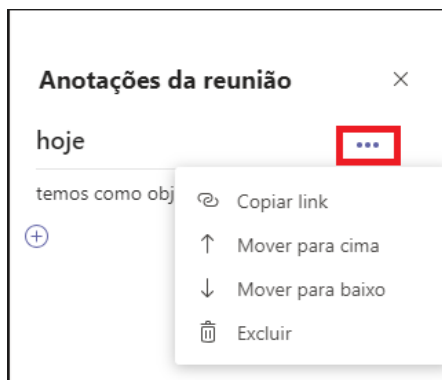 Anotações da reunião
hoje
temos como obj
Copiar link
Mover para cima
Mover para baixo
Excluir